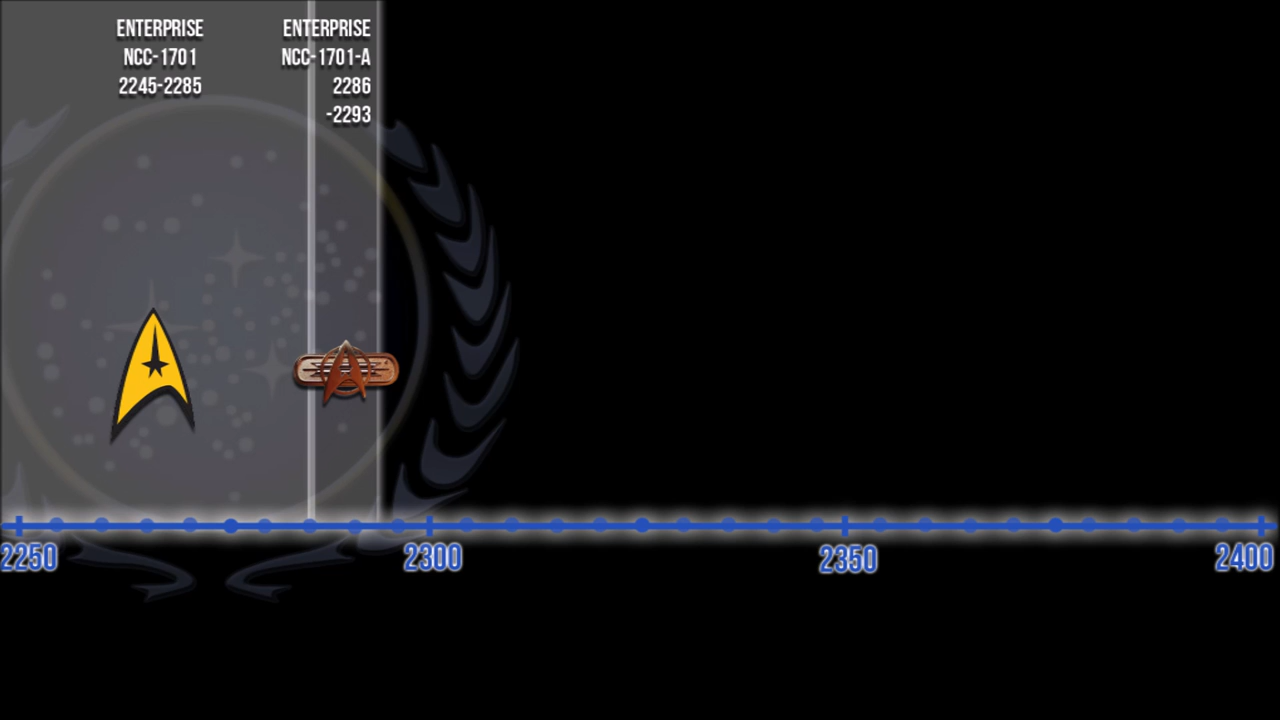 ENTERPRISE
NCC-1701
2245-2285
ENTERPRISE
NCC-1701-A
2286
-2293
2250
2300
2350
2400